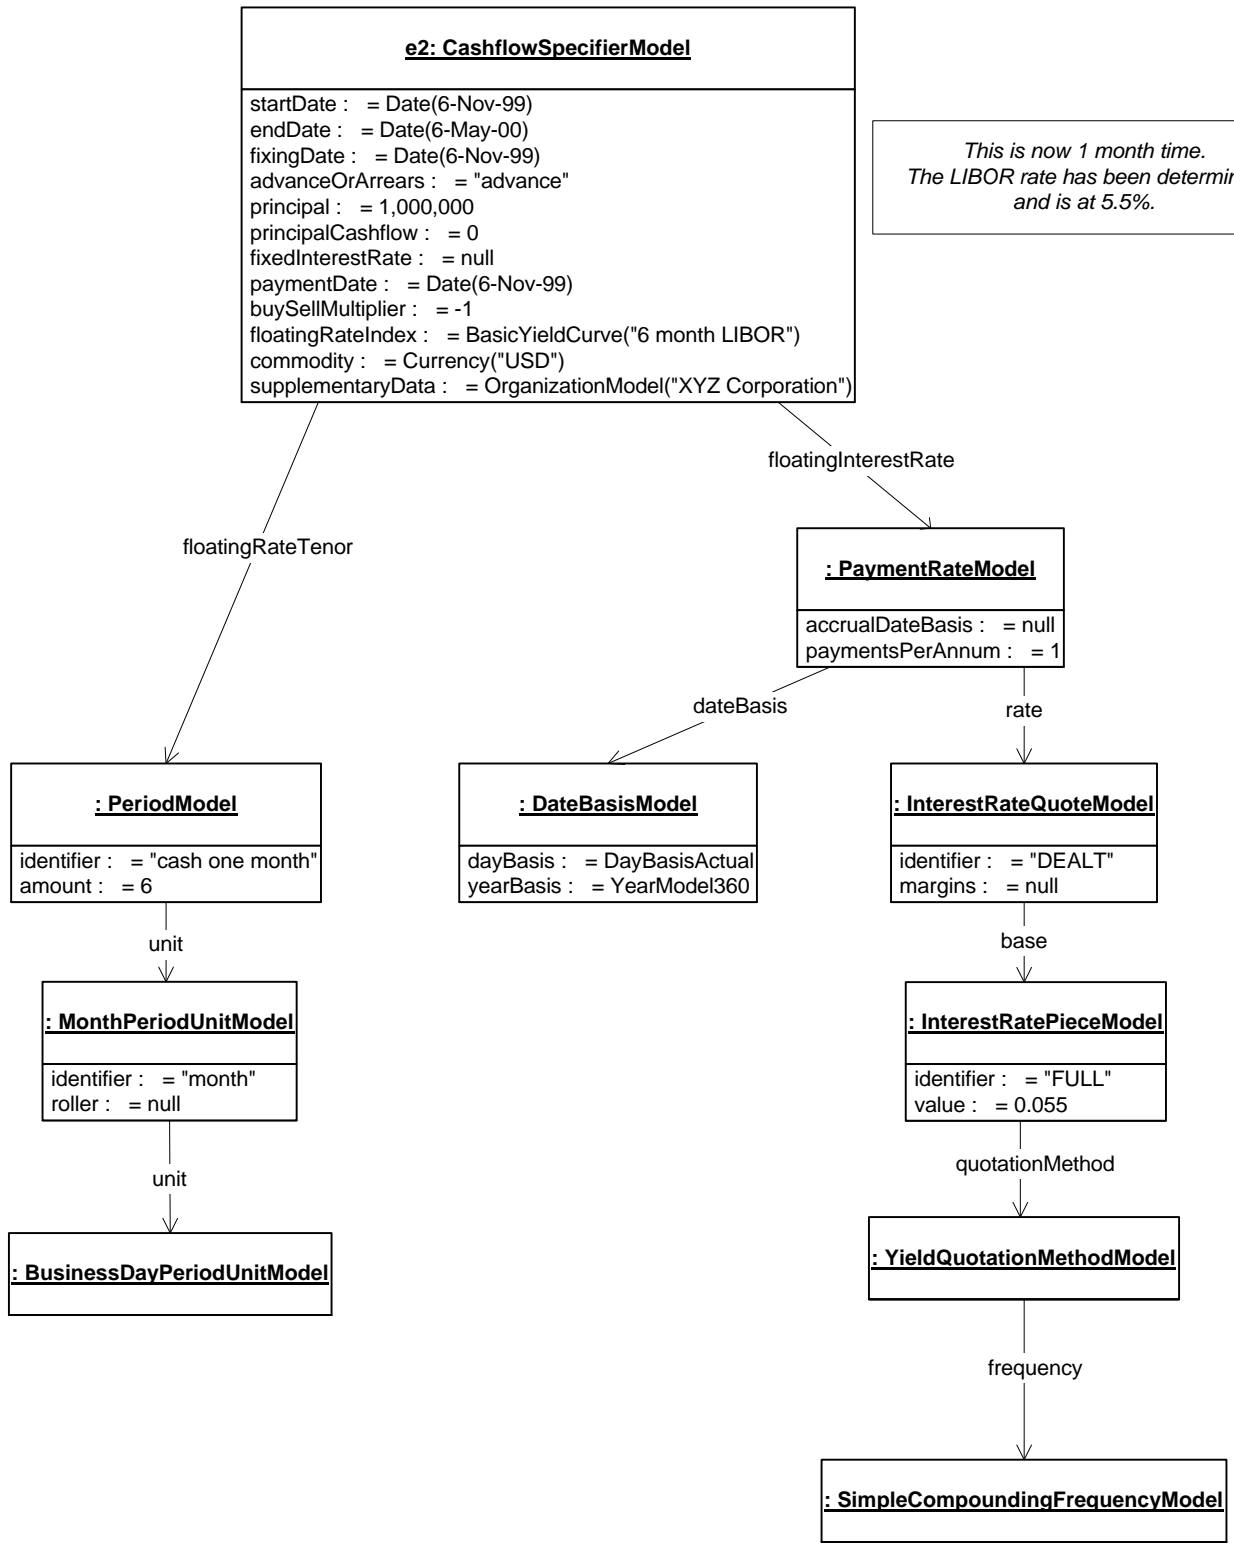 e2: CashflowSpecifierModel
startDate :   = Date(6-Nov-99)
endDate :   = Date(6-May-00)
fixingDate :   = Date(6-Nov-99)
advanceOrArrears :   = "advance"
principal :   = 1,000,000
principalCashflow :   = 0
fixedInterestRate :   = null
paymentDate :   = Date(6-Nov-99)
buySellMultiplier :   = -1
floatingRateIndex :   = BasicYieldCurve("6 month LIBOR")
commodity :   = Currency("USD")
supplementaryData :   = OrganizationModel("XYZ Corporation")
This is now 1 month time.
The LIBOR rate has been determin
and is at 5.5%.
floatingInterestRate
floatingRateTenor
: PaymentRateModel
accrualDateBasis :   = null
paymentsPerAnnum :   = 1
dateBasis
rate
: PeriodModel
identifier :   = "cash one month"
amount :   = 6
: DateBasisModel
dayBasis :   = DayBasisActual
yearBasis :   = YearModel360
: InterestRateQuoteModel
identifier :   = "DEALT"
margins :   = null
unit
base
: MonthPeriodUnitModel
identifier :   = "month"
roller :   = null
: InterestRatePieceModel
identifier :   = "FULL"
value :   = 0.055
unit
quotationMethod
: BusinessDayPeriodUnitModel
: YieldQuotationMethodModel
frequency
: SimpleCompoundingFrequencyModel